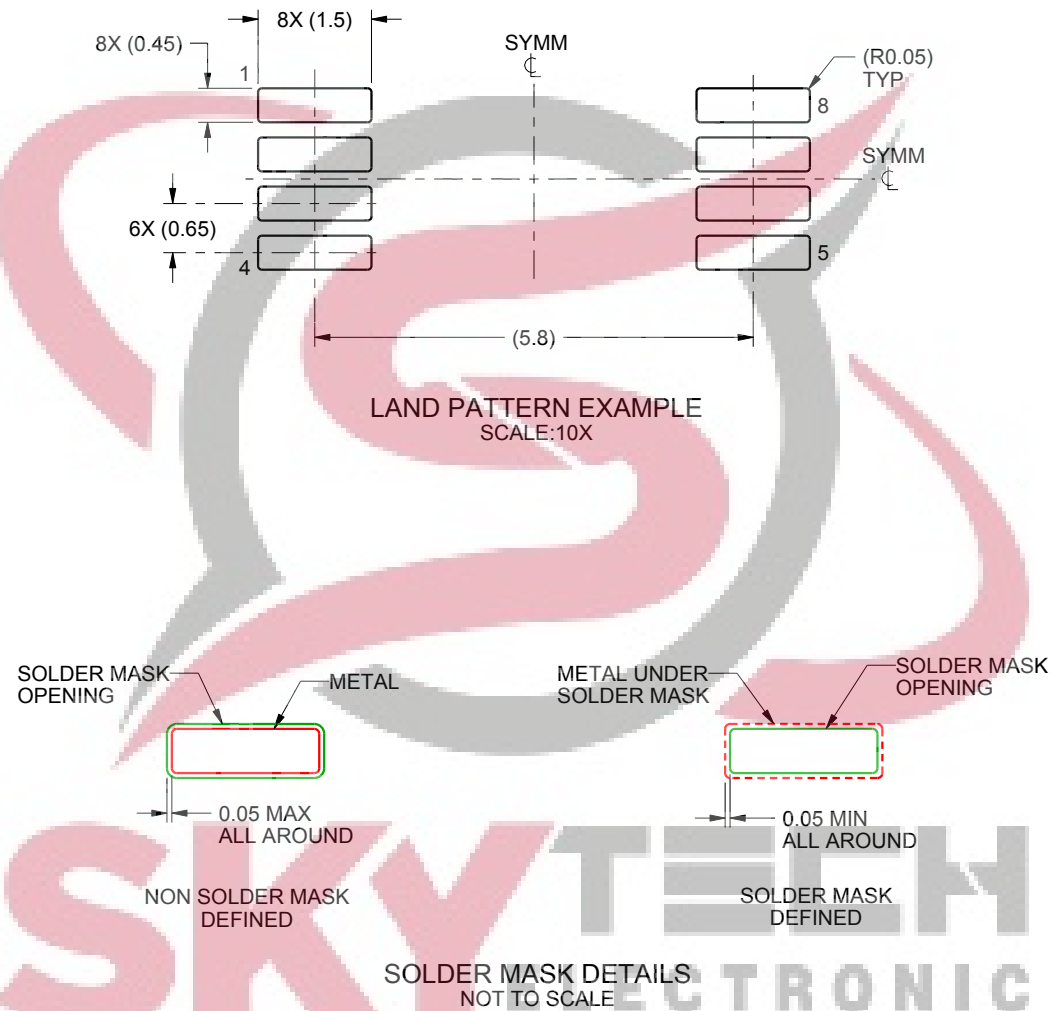 8X (1.5)
8X (0.45)
SYMM
℄
(R0.05)
TYP
1
8
SYMM
℄
6X (0.65)
4
5
(5.8)
LAND PATTERN EXAMPLE
SCALE:10X
SOLDER MASK
OPENING
METAL
METAL UNDER
SOLDER MASK
SOLDER MASK
OPENING
0.05 MAX
ALL AROUND
0.05 MIN
ALL AROUND
NON SOLDER MASK
DEFINED
SOLDER MASK
DEFINED
SOLDER MASK DETAILS
NOT TO SCALE
SKYTECH
ELECTRONIC